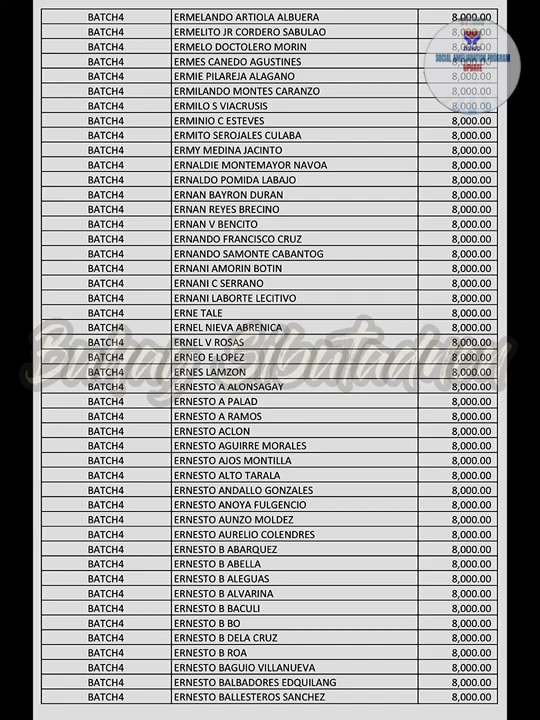 BATCH4 ERMELANDO ARTIOLA ALBUERA 8,000.00
BATCH4 ERMELITO JR CORDERO SABULAO 8,000.00
BATCH4 ERMELO DOCTOLERO MORIN 8,000.00
BATCH4 ERMES CANEDO AGUSTINES 8,000.00
BATCH4 ERMIE PILAREJA ALAGANO 8,000.00
BATCH4 ERMILANDO MONTES CARANZO 8,000.00
BATCH4 ERMILO S VIACRUSIS 8,000.00
SOCIAL AMELIORATION PROGRAM
UPDATE
BATCH4 ERMINIO C ESTEVES 8,000.00
BATCH4 ERMITO SEROJALES CULABA 8,000.00
BATCH4 ERMY MEDINA JACINTO 8,000.00
BATCH4 ERNALDIE MONTEMAYOR NAVOA 8,000.00
BATCH4 ERNALDO POMIDA LABAJO 8,000.00
BATCH4 ERNAN BAYRON DURAN 8,000.00
BATCH4 ERNAN REYES BRECINO 8,000.00
BATCH4 ERNAN V BENCITO 8,000.00
BATCH4 ERNANDO FRANCISCO CRUZ 8,000.00
BATCH4 ERNANDO SAMONTE CABANTOG 8,000.00
BATCH4 ERNANI AMORIN BOTIN 8,000.00
BATCH4 ERNANI C SERRANO 8,000.00
BATCH4 ERNANI LABORTE LECITIVO 8,000.00
BATCH4 ERNE TALE 8,000.00
BATCH4 ERNEL NIEVA ABRENICA 8,000.00
BATCH4 ERNEL V ROSAS 8,000.00
BATCH4 ERNEO E LOPEZ 8,000.00
BATCH4 ERNES LAMZON 8,000.00
BATCH4 ERNESTO A ALONSAGAY 8,000.00
BATCH4 ERNESTO A PALAD 8,000.00
BATCH4 ERNESTO A RAMOS 8,000.00
BATCH4 ERNESTO ACLON 8,000.00
BATCH4 ERNESTO AGUIRRE MORALES 8,000.00
BATCH4 ERNESTO AJOS MONTILLA 8,000.00
BATCH4 ERNESTO ALTO TARALA 8,000.00
BATCH4 ERNESTO ANDALLO GONZALES 8,000.00
BATCH4 ERNESTO ANOYA FULGENCIO 8,000.00
BATCH4 ERNESTO AUNZO MOLDEZ 8,000.00
BATCH4 ERNESTO AURELIO COLENDRES 8,000.00
BATCH4 ERNESTO B ABARQUEZ 8,000.00
BATCH4 ERNESTO B ABELLA 8,000.00
BATCH4 ERNESTO B ALEGUAS 8,000.00
BATCH4 ERNESTO B ALVARINA 8,000.00
BATCH4 ERNESTO B BACULI 8,000.00
BATCH4 ERNESTO B BO 8,000.00
BATCH4 ERNESTO B DELA CRUZ 8,000.00
BATCH4 ERNESTO B ROA 8,000.00
BATCH4 ERNESTO BAGUIO VILLANUEVA 8,000.00
BATCH4 ERNESTO BALBADORES EDQUILANG 8,000.00
BATCH4 ERNESTO BALLESTEROS SANCHEZ 8,000.00